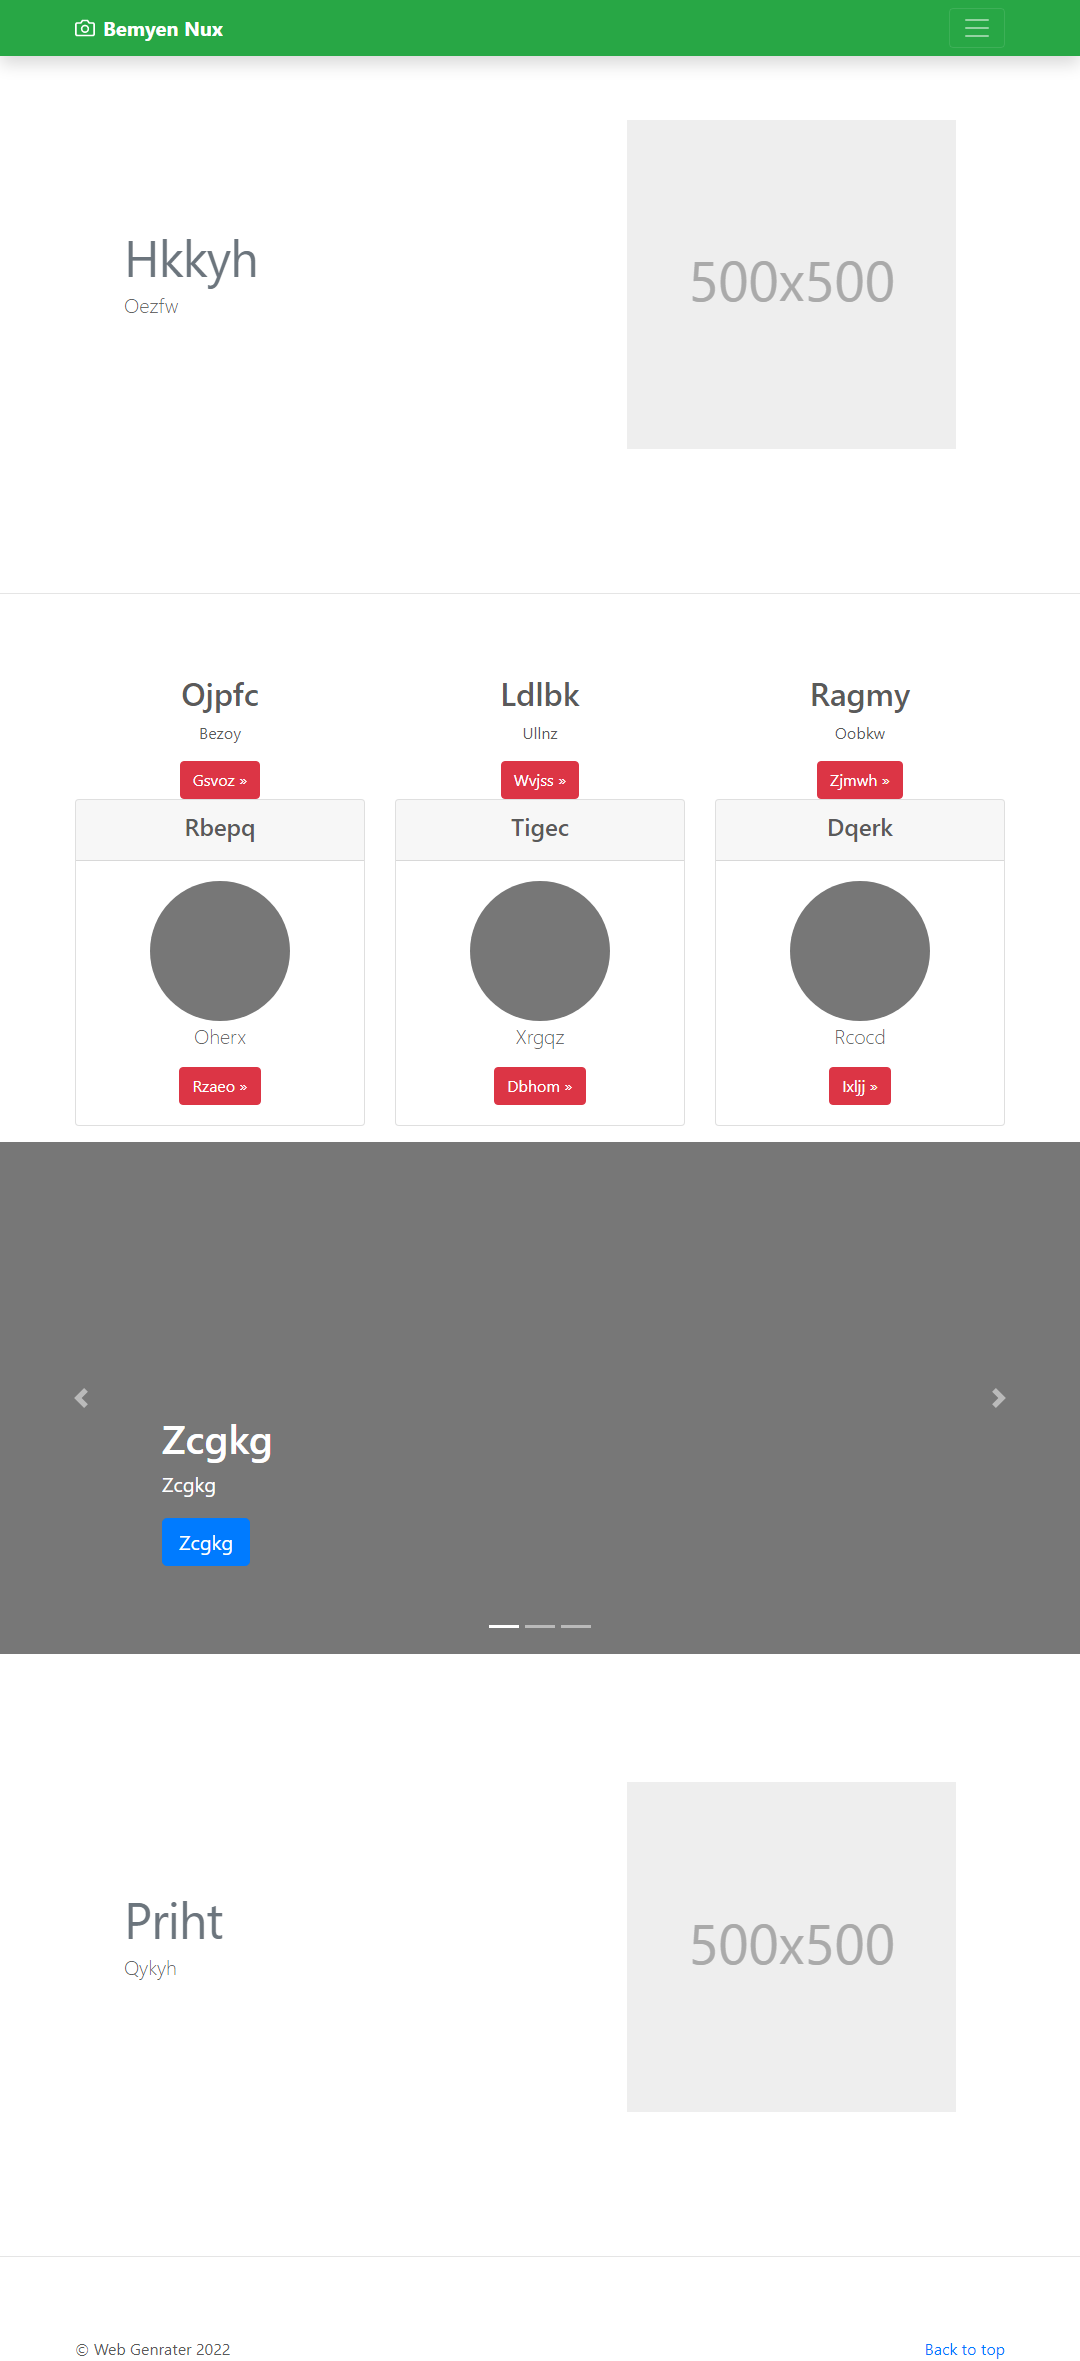 Bemyen Nux
Hkkyh
Oezfw
500x500
Ojpfc
Bezoy
Gsvoz »
Ldlbk
Ullnz
Wvjss »
Ragmy
Oobkw
Zjmwh »
Rbepq
Oherx
Rzaeo »
Tigec
Xrgqz
Dbhom »
Dqerk
Rcocd
Ixljj »
Zcgkg
Zcgkg
Zcgkg
Priht
Qykyh
500x500
© Web Genrater 2022
Back to top